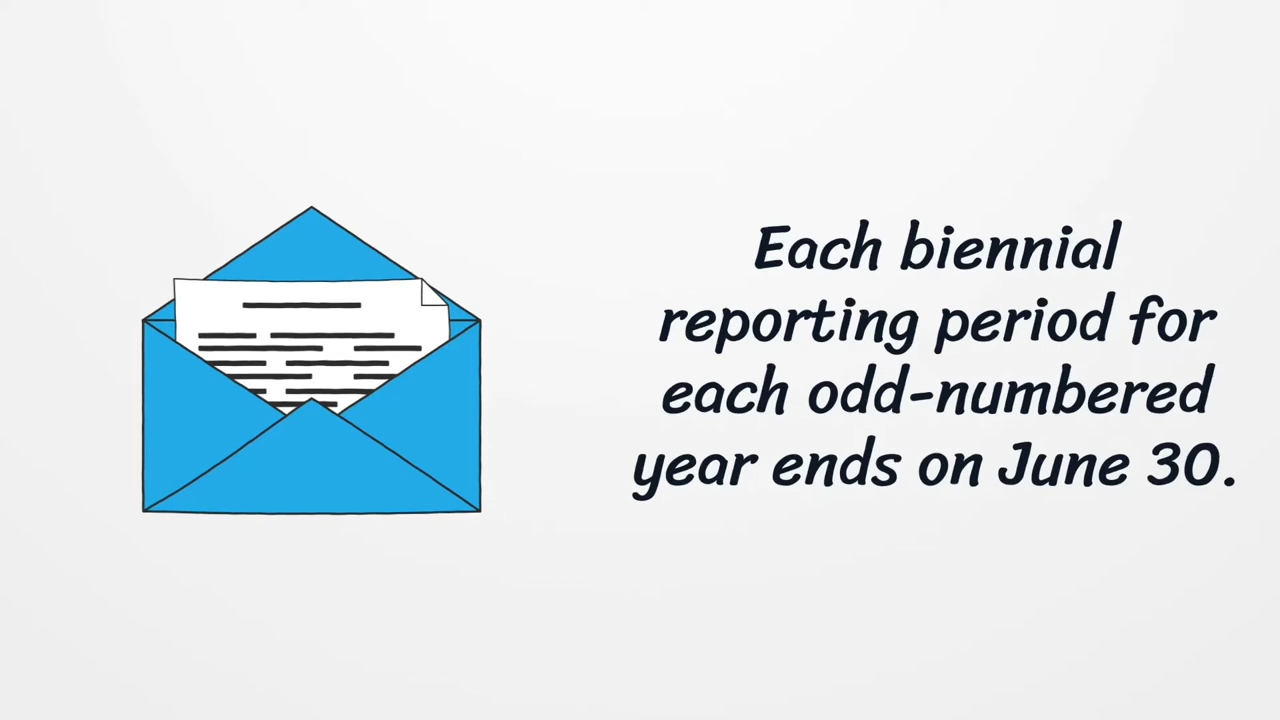 Each biennial
reporting period for
each odd-numbered
year ends on June 30.